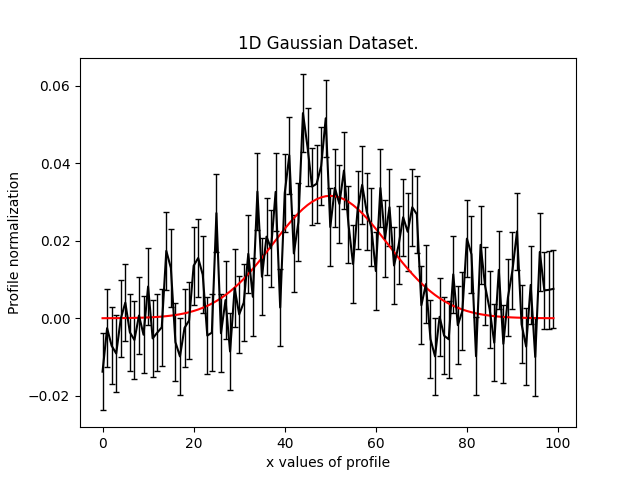 1D Gaussian Dataset.
Profile normalization
0.06
0.04
0.02
0.00
−0.02
0 20 40 60 80 100
x values of profile